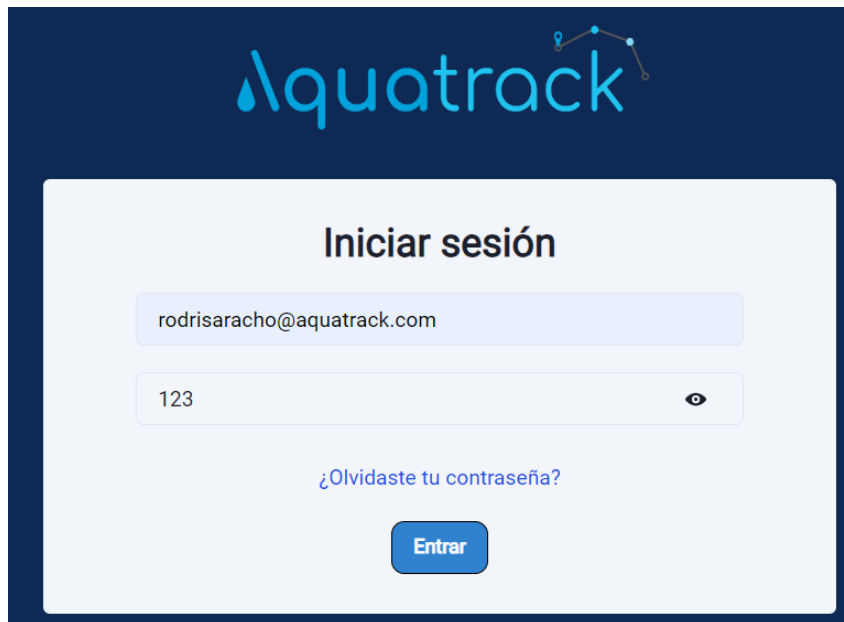 Aquatrack
Iniciar sesión
rodrisaracho@aquatrack.com
123
¿Olvidaste tu contraseña?
Entrar